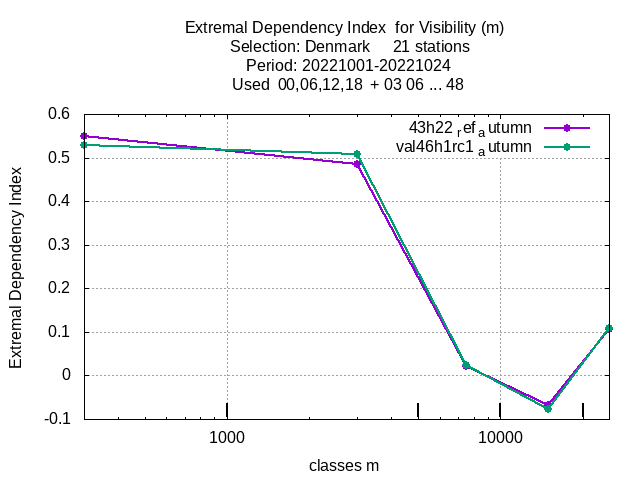 Extremal Dependency Index  for Visibility (m)
Selection: Denmark     21 stations
Period: 20221001-20221024
Used  00,06,12,18  + 03 06 ... 48
43h22 ref autumn
val46h1rc1 autumn
0.6
0.5
0.4
0.3
0.2
0.1
0
-0.1
Extremal Dependency Index
1000
10000
classes m